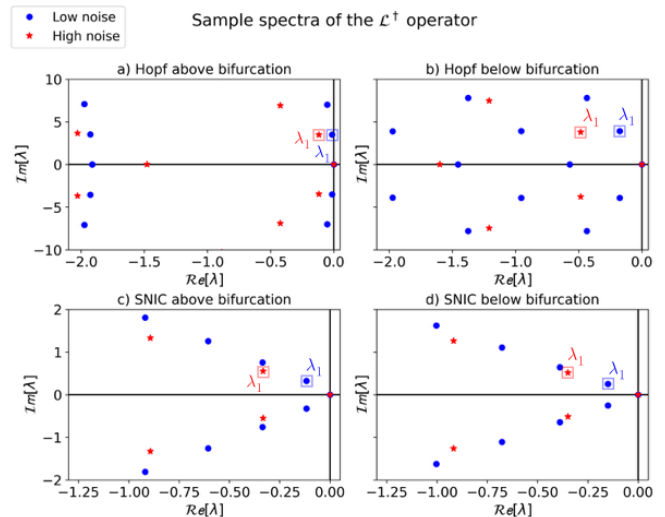 Sample spectra of the ℒ† operator
Low noise
High noise
a) Hopf above bifurcation
10
5
0
−5
−10
ℐm[λ]
λ1
λ1
−2.0 −1.5 −1.0 −0.5 0.0
ℛe[λ]
b) Hopf below bifurcation
λ1
λ1
−2.0 −1.5 −1.0 −0.5 0.0
ℛe[λ]
c) SNIC above bifurcation
2
1
0
−1
−2
ℐm[λ]
λ1
λ1
−1.25 −1.00 −0.75 −0.50 −0.25 0.00
ℛe[λ]
d) SNIC below bifurcation
λ1
λ1
−1.00 −0.75 −0.50 −0.25 0.00
ℛe[λ]